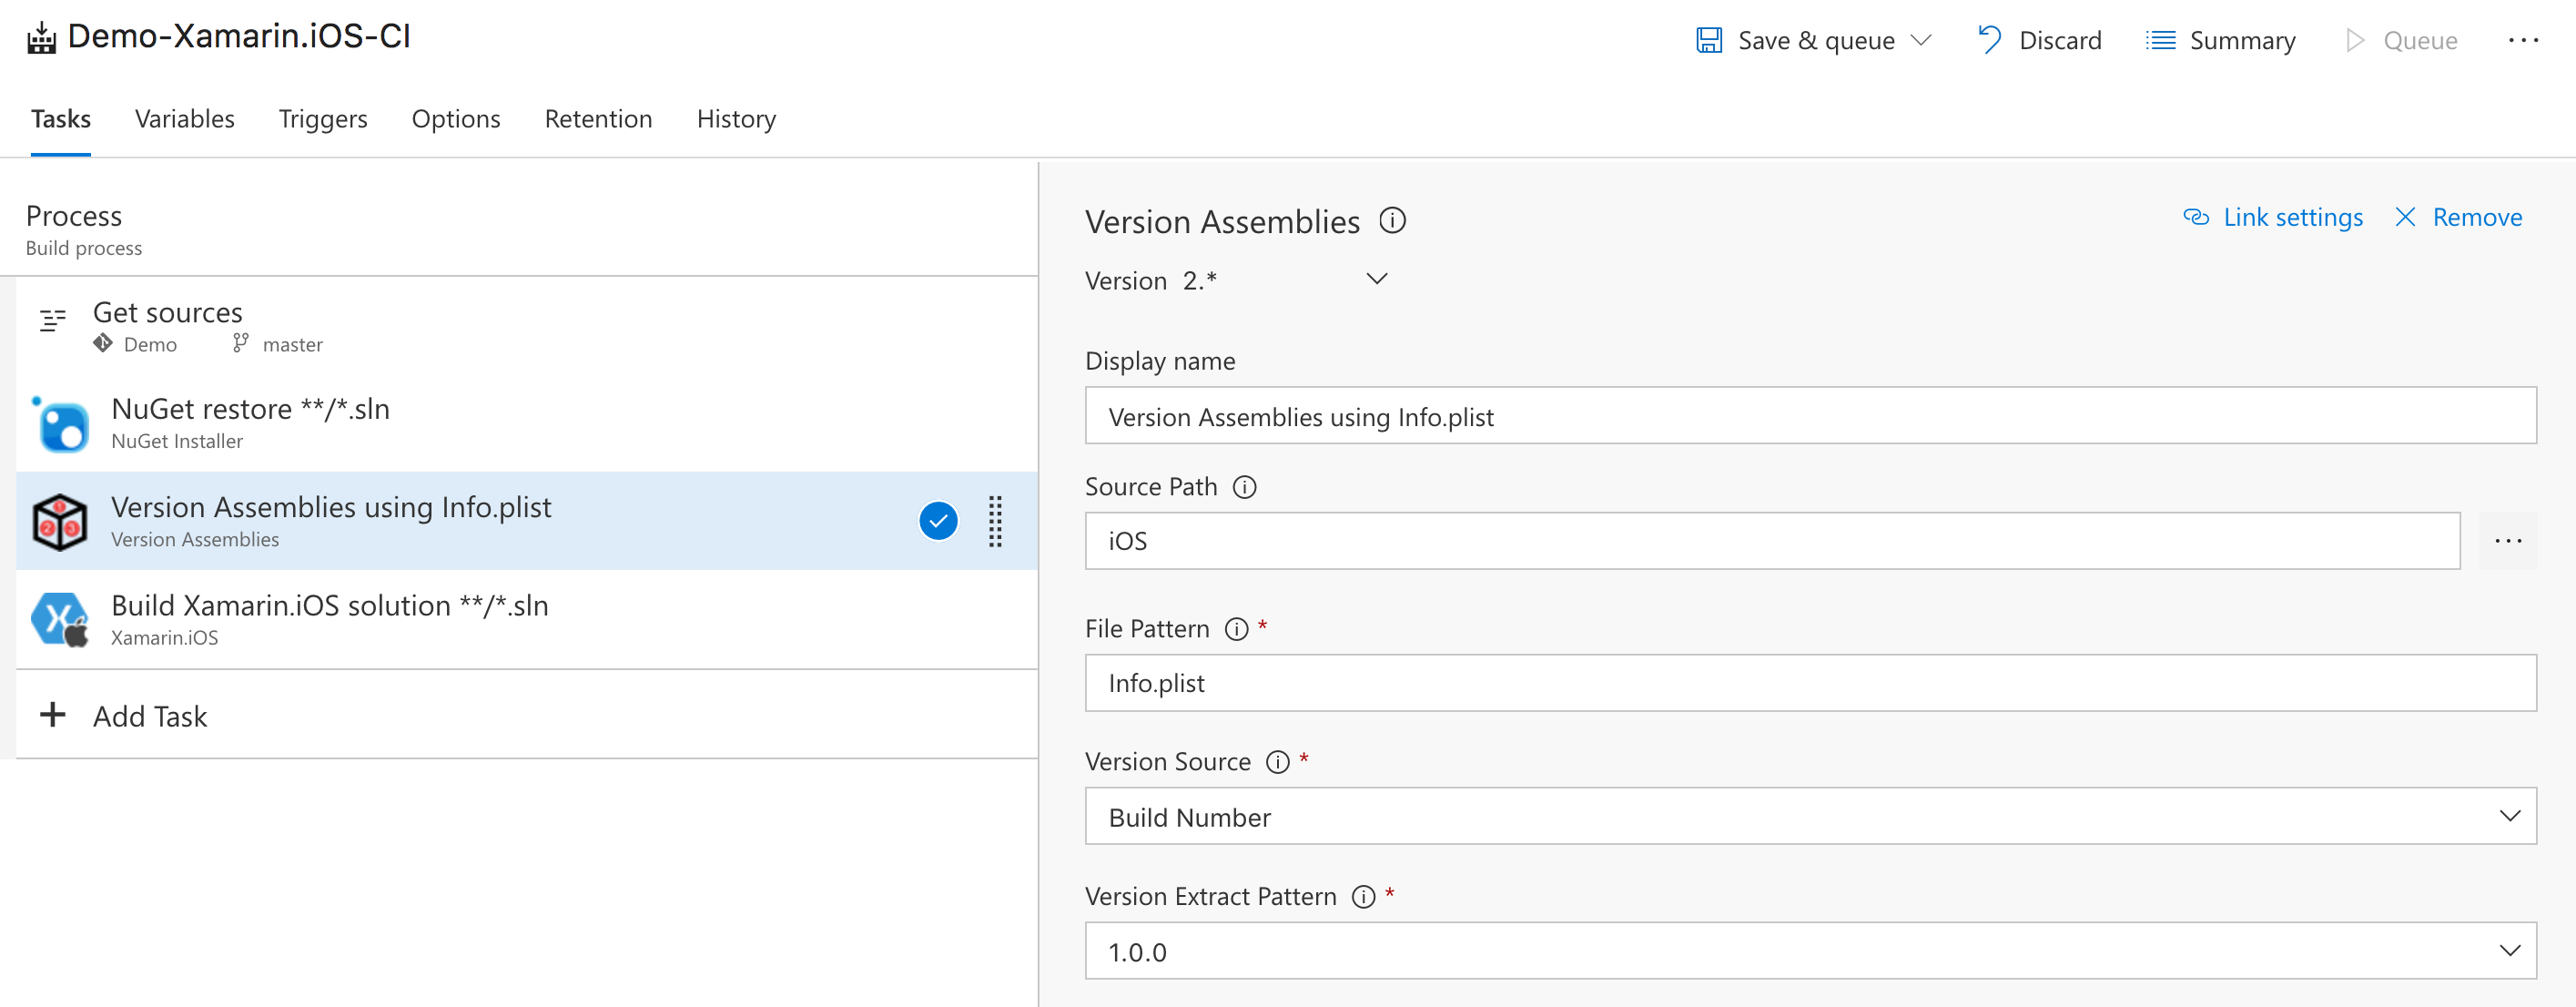 Demo-Xamarin.iOS-CI
Save & queue
Discard
Summary
Queue
Tasks
Variables
Triggers
Options
Retention
History
Process
Build process
Get sources
Demo
master
NuGet restore **/*.sln
NuGet Installer
Version Assemblies using Info.plist
Version Assemblies
Build Xamarin.iOS solution **/*.sln
Xamarin.iOS
Add Task
Version Assemblies
Link settings
Remove
Version 2.*
Display name
Version Assemblies using Info.plist
Source Path
iOS
File Pattern *
Info.plist
Version Source *
Build Number
Version Extract Pattern *
1.0.0